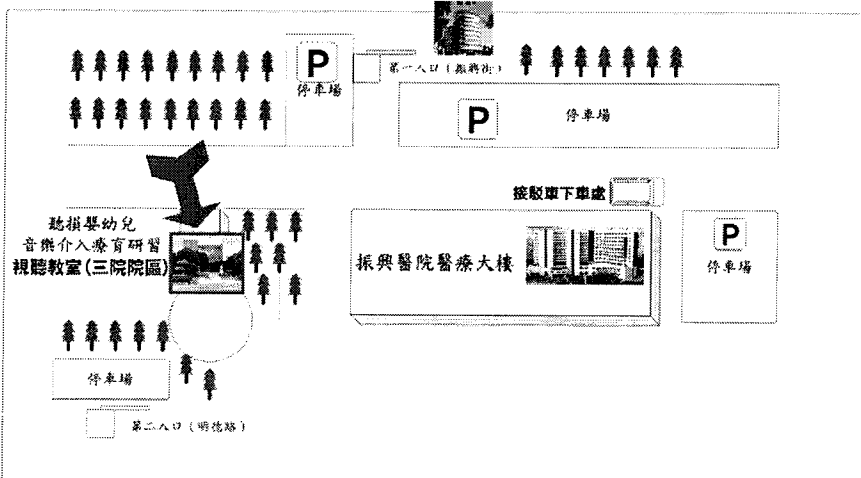 P
停車場
第一入口(振興街)
P
停車場
接駁車下車處
聽損嬰幼兒
音樂介入療育研習
視聽教室(三院院區)
振興醫院醫療大樓
P
停車場
停車場
第二入口(明德路)